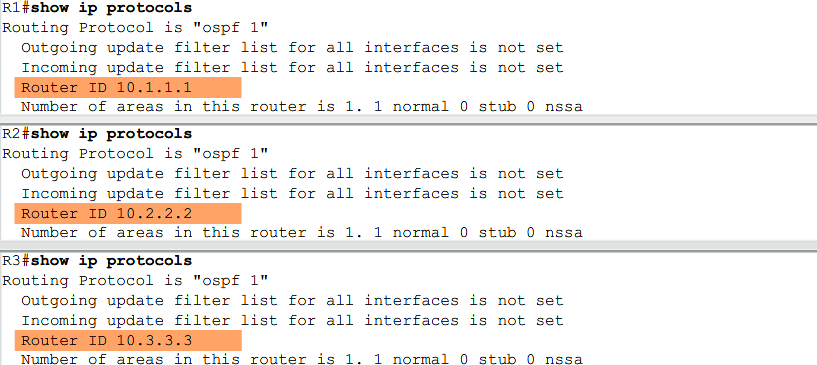 R1#show ip protocols
Routing Protocol is "ospf 1"
Outgoing update filter list for all interfaces is not set
Incoming update filter list for all interfaces is not set
Router ID 10.1.1.1
Number of areas in this router is 1. 1 normal 0 stub 0 nssa
R2#show ip protocols
Routing Protocol is "ospf 1"
Outgoing update filter list for all interfaces is not set
Incoming update filter list for all interfaces is not set
Router ID 10.2.2.2
Number of areas in this router is 1. 1 normal 0 stub 0 nssa
R3#show ip protocols
Routing Protocol is "ospf 1"
Outgoing update filter list for all interfaces is not set
Incoming update filter list for all interfaces is not set
Router ID 10.3.3.3
Number of areas in this router is 1. 1 normal 0 stub 0 nssa